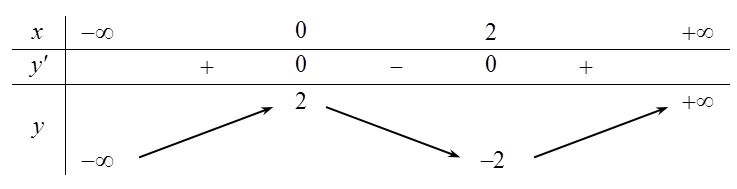 x −∞ 0 2 +∞
y′ + 0 − 0 +
2 +∞
y
−∞ −2